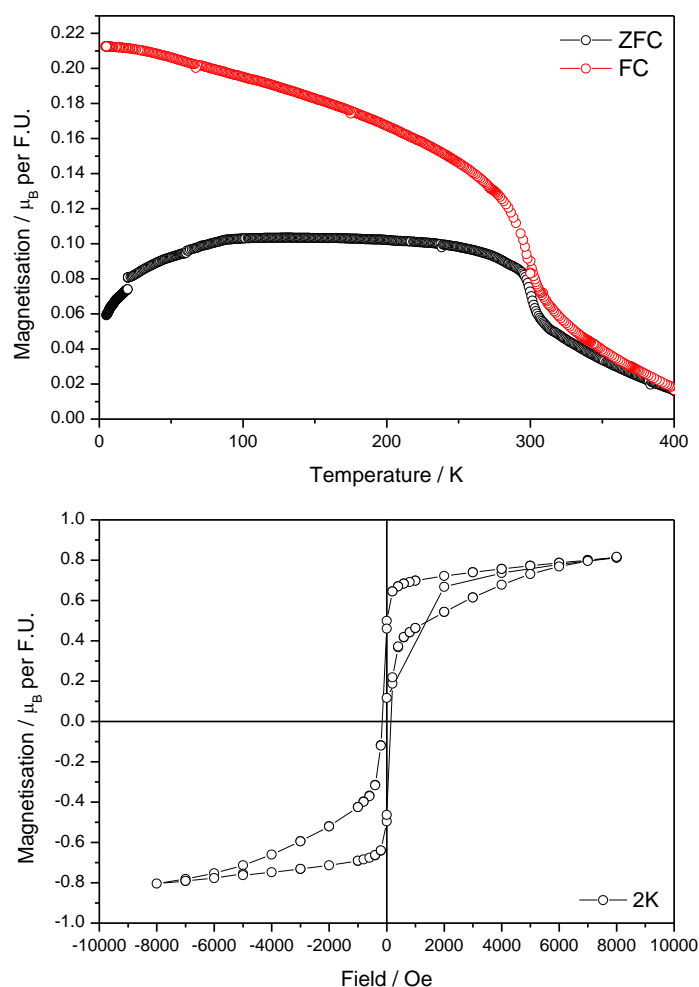 0.22
0.20
0.18
0.16
0.14
0.12
0.10
0.08
0.06
0.04
0.02
0.00
Magnetisation / μB per F.U.
ZFC
FC
0 100 200 300 400
Temperature / K
1.0
0.8
0.6
0.4
0.2
0.0
-0.2
-0.4
-0.6
-0.8
-1.0
Magnetisation / μB per F.U.
2K
-10000 -8000 -6000 -4000 -2000 0 2000 4000 6000 8000 10000
Field / Oe